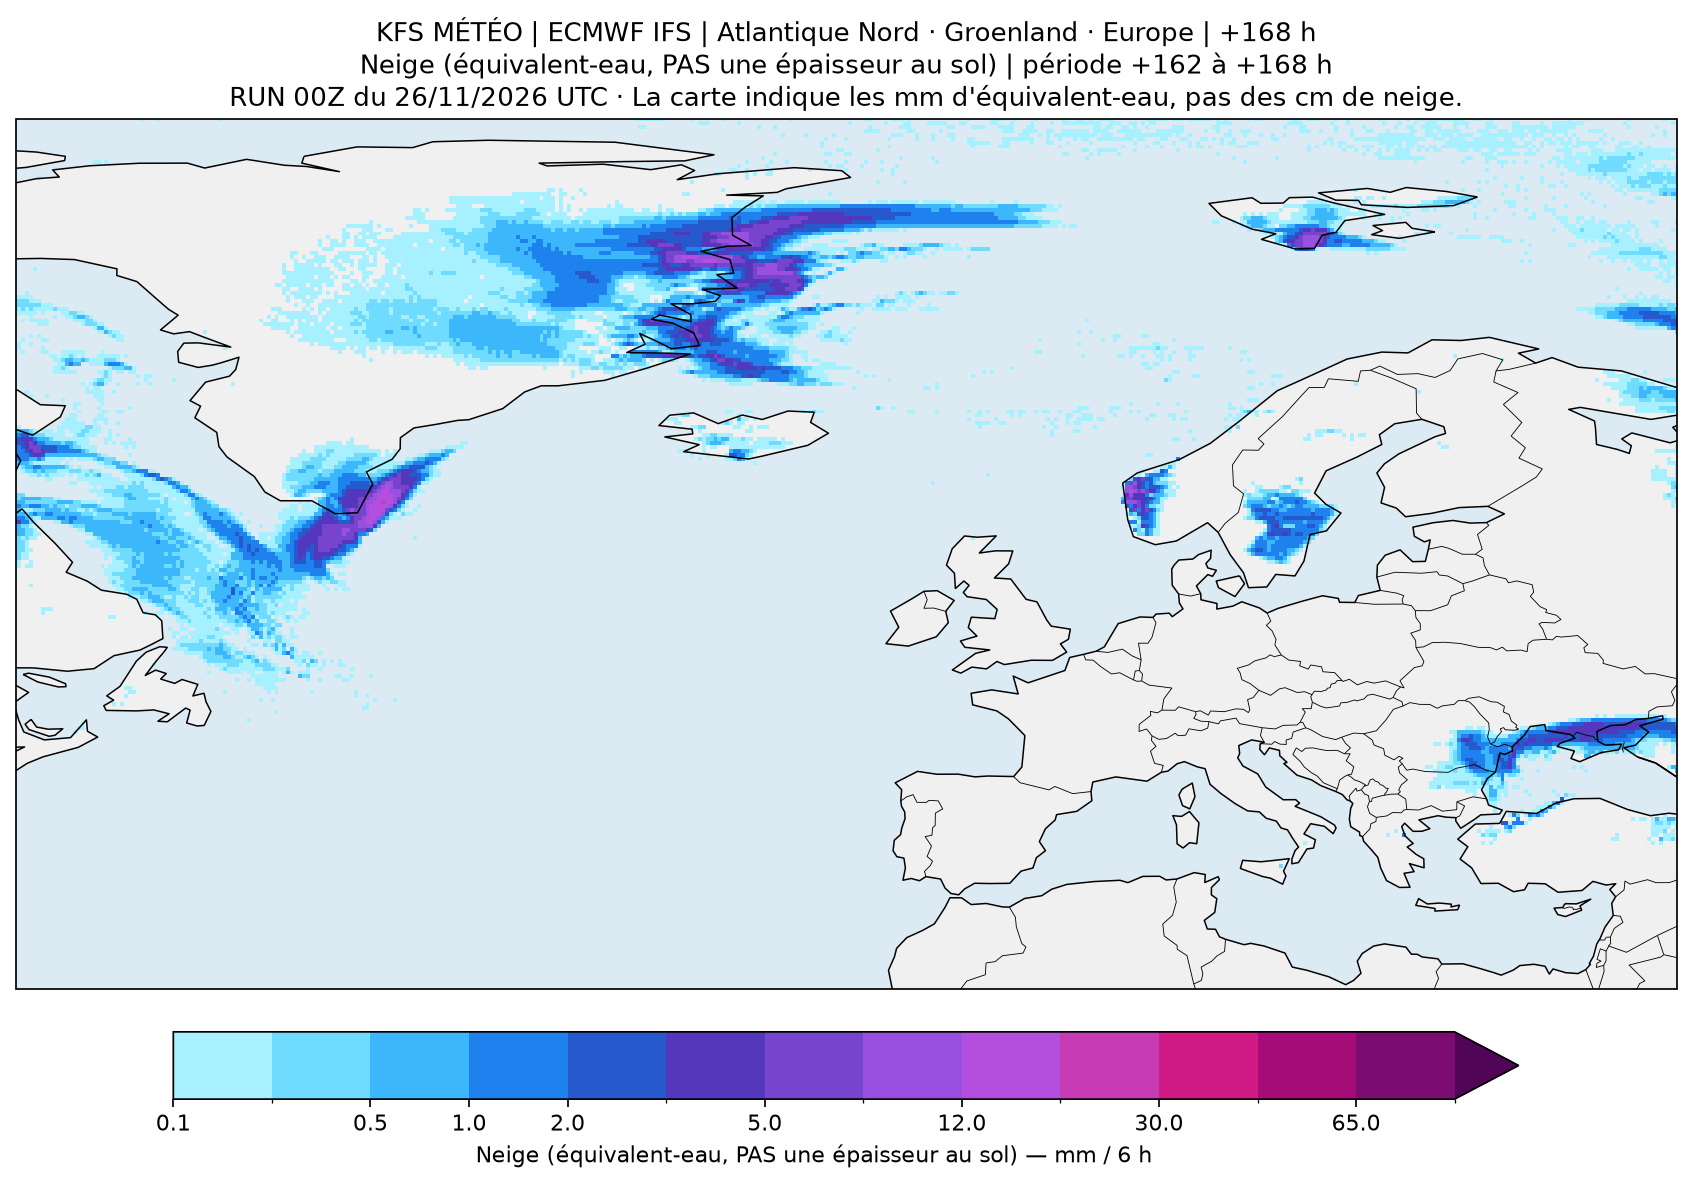 KFS MÉTÉO | ECMWF IFS | Atlantique Nord · Groenland · Europe | +168 h
Neige (équivalent-eau, PAS une épaisseur au sol) | période +162 à +168 h
RUN 00Z du 26/11/2026 UTC · La carte indique les mm d'équivalent-eau, pas des cm de neige.
0.1 0.5 1.0 2.0 5.0 12.0 30.0 65.0
Neige (équivalent-eau, PAS une épaisseur au sol) — mm / 6 h